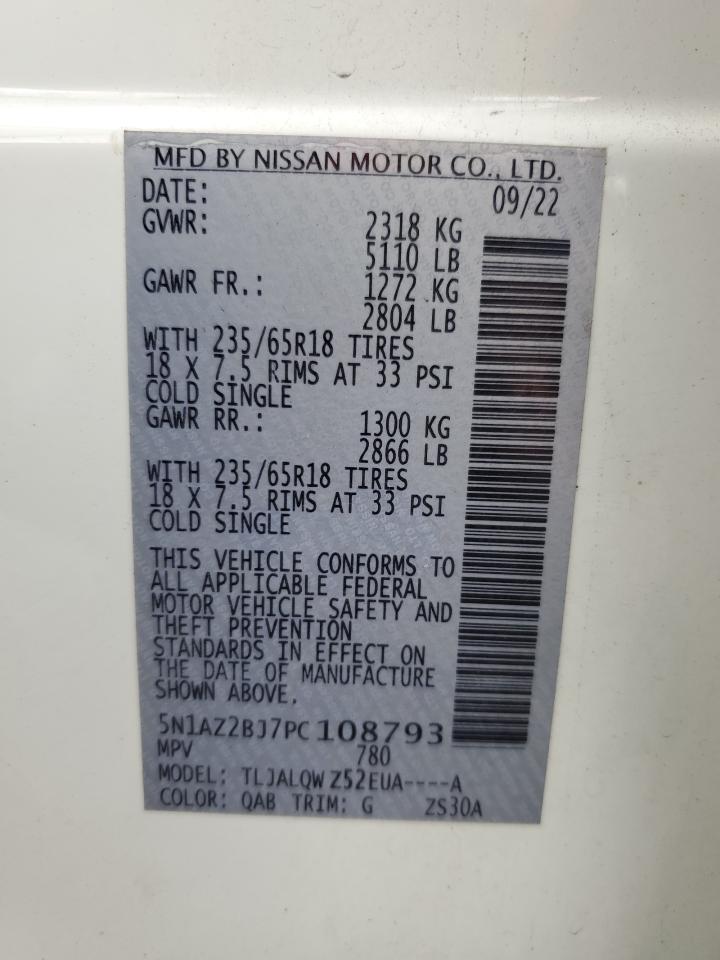 MFD BY NISSAN MOTOR CO., LTD.
DATE: 09/22
GVWR: 2318 KG
5110 LB
GAWR FR.: 1272 KG
2804 LB
WITH 235/65R18 TIRES
18 X 7.5 RIMS AT 33 PSI
COLD SINGLE
GAWR RR.: 1300 KG
2866 LB
WITH 235/65R18 TIRES
18 X 7.5 RIMS AT 33 PSI
COLD SINGLE
THIS VEHICLE CONFORMS TO
ALL APPLICABLE FEDERAL
MOTOR VEHICLE SAFETY AND
THEFT PREVENTION
STANDARDS IN EFFECT ON
THE DATE OF MANUFACTURE
SHOWN ABOVE.
5N1AZ2BJ7PC108793
MPV 780
MODEL: TLJALQW Z52EUA----A
COLOR: QAB TRIM: G ZS30A